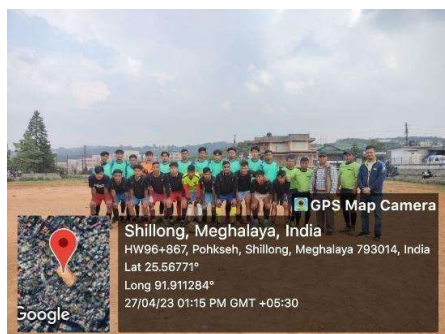 GPS Map Camera
Shillong, Meghalaya, India
HW96+867, Pohkseh, Shillong, Meghalaya 793014, India
Lat 25.56771°
Long 91.911284°
27/04/23 01:15 PM GMT +05:30
Google